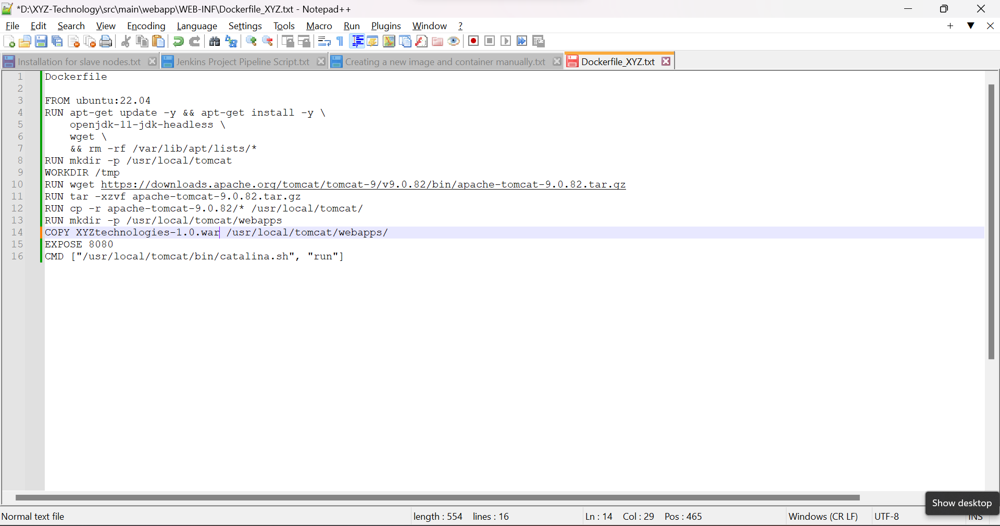 *D:\XYZ-Technology\src\main\webapp\WEB-INF\Dockerfile_XYZ.txt - Notepad++
File Edit Search View Encoding Language Settings Tools Macro Run Plugins Window ?
Installation for slave nodes.txt Jenkins Project Pipeline Script.txt Creating a new image and container manually.txt Dockerfile_XYZ.txt
1 Dockerfile
2
3 FROM ubuntu:22.04
4 RUN apt-get update -y && apt-get install -y \
5     openjdk-11-jdk-headless \
6     wget \
7     && rm -rf /var/lib/apt/lists/*
8 RUN mkdir -p /usr/local/tomcat
9 WORKDIR /tmp
10 RUN wget https://downloads.apache.org/tomcat/tomcat-9/v9.0.82/bin/apache-tomcat-9.0.82.tar.gz
11 RUN tar -xzvf apache-tomcat-9.0.82.tar.gz
12 RUN cp -r apache-tomcat-9.0.82/* /usr/local/tomcat/
13 RUN mkdir -p /usr/local/tomcat/webapps
14 COPY XYZtechnologies-1.0.war /usr/local/tomcat/webapps/
15 EXPOSE 8080
16 CMD ["/usr/local/tomcat/bin/catalina.sh", "run"]
Show desktop
Normal text file length : 554 lines : 16 Ln : 14 Col : 29 Pos : 465 Windows (CR LF) UTF-8 INS